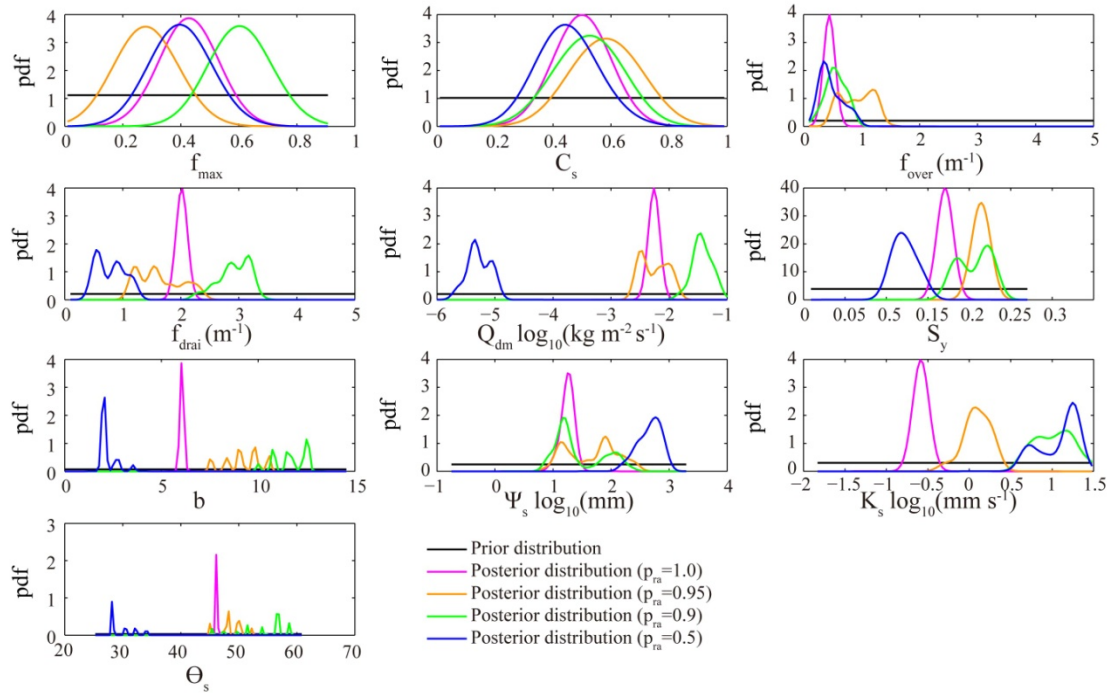 4 4 4
3 3 3
pdf 2 pdf 2 pdf 2
1 1 1
0 0 0
0 0.2 0.4 0.6 0.8 1 0 0.2 0.4 0.6 0.8 1 0 1 2 3 4 5
f_max C_s f_over (m⁻¹)
4 4 40
3 3 30
pdf 2 pdf 2 pdf 20
1 1 10
0 0 0
0 1 2 3 4 5 −6 −5 −4 −3 −2 −1 0 0.05 0.15 0.20 0.25 0.3 0.35
f_drai (m⁻¹) Q_dm log₁₀(kg m⁻² s⁻¹) S_y
4 4 4
3 3 3
pdf 2 pdf 2 pdf 2
1 1 1
0 0 0
0 5 10 15 −1 0 1 2 3 4 −2 −1.5 −1 −0.5 0 0.5 1 1.5
b Ψ_s log₁₀(mm) K_s log₁₀(mm s⁻¹)
3
2
pdf
1
0
20 30 40 50 60 70
Θ_s
Prior distribution
Posterior distribution (p_ra=1.0)
Posterior distribution (p_ra=0.95)
Posterior distribution (p_ra=0.9)
Posterior distribution (p_ra=0.5)